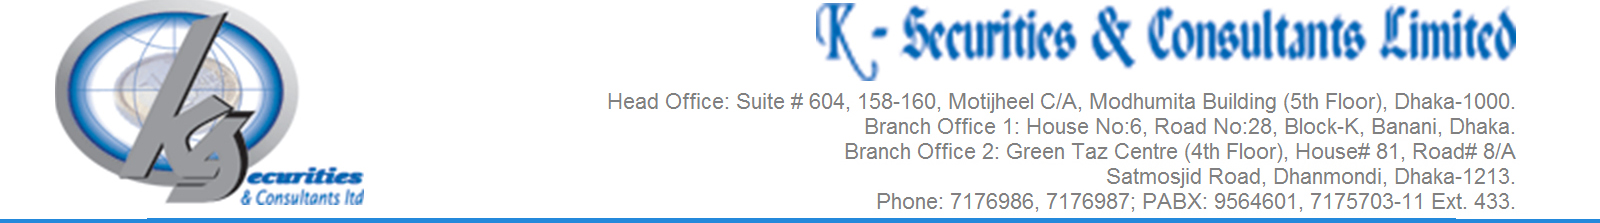 K - Securities & Consultants Limited
Head Office: Suite # 604, 158-160, Motijheel C/A, Modhumita Building (5th Floor), Dhaka-1000.
Branch Office 1: House No:6, Road No:28, Block-K, Banani, Dhaka.
Branch Office 2: Green Taz Centre (4th Floor), House# 81, Road# 8/A
Satmosjid Road, Dhanmondi, Dhaka-1213.
Phone: 7176986, 7176987; PABX: 9564601, 7175703-11 Ext. 433.
ks
ecurities
& Consultants ltd